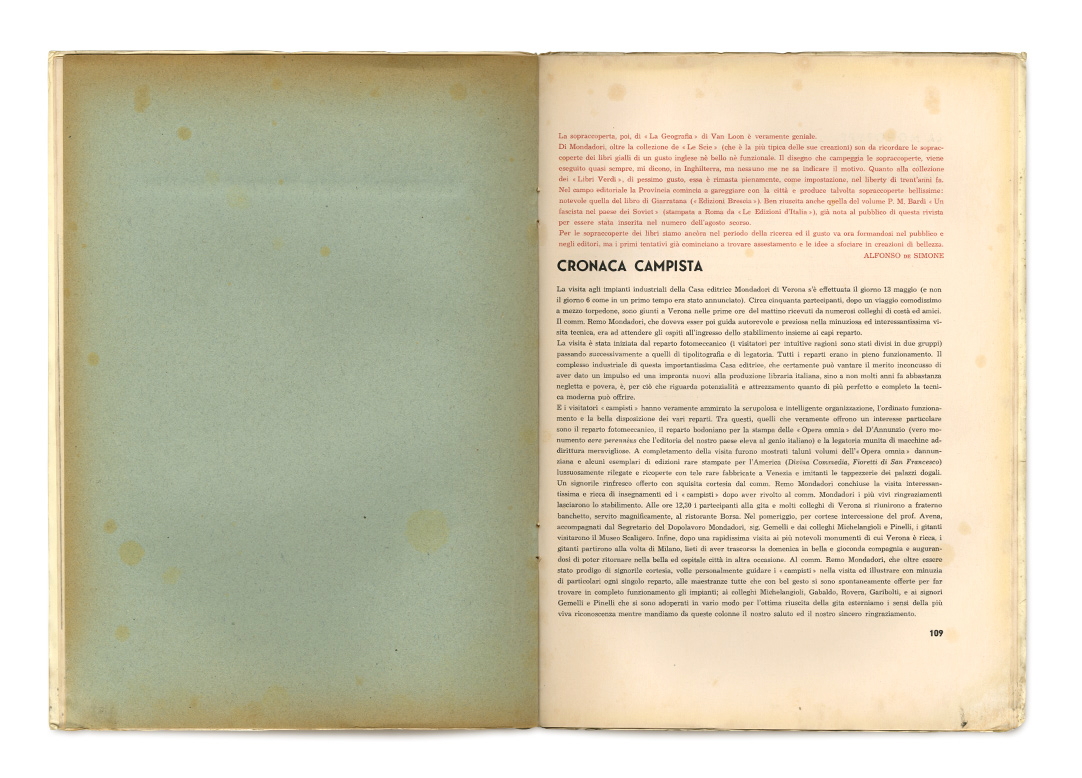 La sopraccoperta, poi, di « La Geografia » di Van Loon è veramente geniale.
Di Mondadori, oltre la collezione de « Le Scie » (che è la più tipica delle sue creazioni) son da ricordare le soprac-
coperte dei libri gialli di un gusto inglese nè bello nè funzionale. Il disegno che campeggia le sopraccoperte, viene
eseguito quasi sempre, mi dicono, in Inghilterra, ma nessuno me ne sa indicare il motivo. Quanto alla collezione
dei « Libri Verdi », di pessimo gusto, essa è rimasta pienamente, come impostazione, nel liberty di trent'anni fa.
Nel campo editoriale la Provincia comincia a gareggiare con la città e produce talvolta sopraccoperte bellissime:
notevole quella del libro di Giarratana (« Edizioni Brescia »). Ben riuscita anche quella del volume P. M. Bardi « Un
fascista nel paese dei Soviet » (stampata a Roma da « Le Edizioni d'Italia »), già nota al pubblico di questa rivista
per essere stata inserita nel numero dell'agosto scorso.
Per le sopraccoperte dei libri siamo ancòra nel periodo della ricerca ed il gusto va ora formandosi nel pubblico e
negli editori, ma i primi tentativi già cominciano a trovare assestamento e le idee a sfociare in creazioni di bellezza.
ALFONSO DE SIMONE
CRONACA CAMPISTA
La visita agli impianti industriali della Casa editrice Mondadori di Verona s'è effettuata il giorno 13 maggio (e non
il giorno 6 come in un primo tempo era stato annunciato). Circa cinquanta partecipanti, dopo un viaggio comodissimo
a mezzo torpedone, sono giunti a Verona nelle prime ore del mattino ricevuti da numerosi colleghi di costà ed amici.
Il comm. Remo Mondadori, che doveva esser poi guida autorevole e preziosa nella minuziosa ed interessantissima vi-
sita tecnica, era ad attendere gli ospiti all'ingresso dello stabilimento insieme ai capi reparto.
La visita è stata iniziata dal reparto fotomeccanico (i visitatori per intuitive ragioni sono stati divisi in due gruppi)
passando successivamente a quelli di tipolitografia e di legatoria. Tutti i reparti erano in pieno funzionamento. Il
complesso industriale di questa importantissima Casa editrice, che certamente può vantare il merito inconcusso di
aver dato un impulso ed una impronta nuovi alla produzione libraria italiana, sino a non molti anni fa abbastanza
negletta e povera, è, per ciò che riguarda potenzialità e attrezzamento quanto di più perfetto e completo la tecni-
ca moderna può offrire.
E i visitatori « campisti » hanno veramente ammirato la scrupolosa e intelligente organizzazione, l'ordinato funziona-
mento e la bella disposizione dei vari reparti. Tra questi, quelli che veramente offrono un interesse particolare
sono il reparto fotomeccanico, il reparto bodoniano per la stampa delle « Opera omnia » del D'Annunzio (vero mo-
numento aere perennius che l'editoria del nostro paese eleva al genio italiano) e la legatoria munita di macchine ad-
dirittura meravigliose. A completamento della visita furono mostrati taluni volumi dell'« Opera omnia » dannun-
ziana e alcuni esemplari di edizioni rare stampate per l'America (Divina Commedia, Fioretti di San Francesco)
lussuosamente rilegate e ricoperte con tele rare fabbricate a Venezia e imitanti le tappezzerie dei palazzi dogali.
Un signorile rinfresco offerto con squisita cortesia dal comm. Remo Mondadori conchiuse la visita interessan-
tissima e ricca di insegnamenti ed i « campisti » dopo aver rivolto al comm. Mondadori i più vivi ringraziamenti
lasciarono lo stabilimento. Alle ore 12,30 i partecipanti alla gita e molti colleghi di Verona si riunirono a fraterno
banchetto, servito magnificamente, al ristorante Borsa. Nel pomeriggio, per cortese intercessione del prof. Avena,
accompagnati dal Segretario del Dopolavoro Mondadori, sig. Gemelli e dai colleghi Michelangioli e Pinelli, i gitanti
visitarono il Museo Scaligero. Infine, dopo una rapidissima visita ai più notevoli monumenti di cui Verona è ricca, i
gitanti partirono alla volta di Milano, lieti di aver trascorso la domenica in bella e gioconda compagnia e auguran-
dosi di poter ritornare nella bella ed ospitale città in altra occasione. Al comm. Remo Mondadori, che oltre essere
stato prodigo di signorile cortesia, volle personalmente guidare i « campisti » nella visita ed illustrare con minuzia
di particolari ogni singolo reparto, alle maestranze tutte che con bel gesto si sono spontaneamente offerte per far
trovare in completo funzionamento gli impianti; ai colleghi Michelangioli, Gabaldo, Rovera, Garibolti, e ai signori
Gemelli e Pinelli che si sono adoperati in vario modo per l'ottima riuscita della gita esterniamo i sensi della più
viva riconoscenza mentre mandiamo da queste colonne il nostro saluto ed il nostro sincero ringraziamento.
109